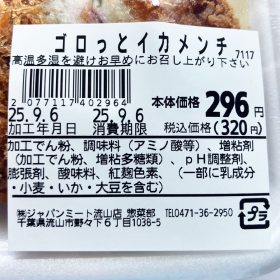 ゴロっとイカメンチ
7117
高温多湿を避けお早めにお召し上がり下さい
2077117402964
本体価格 296円
25.9.6 25.9.6
加工年月日 消費期限 税込価格(320円)
加工でん粉、調味料(アミノ酸等)、増粘剤
(加工でん粉、増粘多糖類)、pH調整剤、
膨張剤、酸味料、紅麹色素、(一部に乳成分
・小麦・いか・大豆を含む)
㈱ジャパンミート流山店 惣菜部 TEL0471-36-2950
千葉県流山市野々下6丁目1038-5
プラ